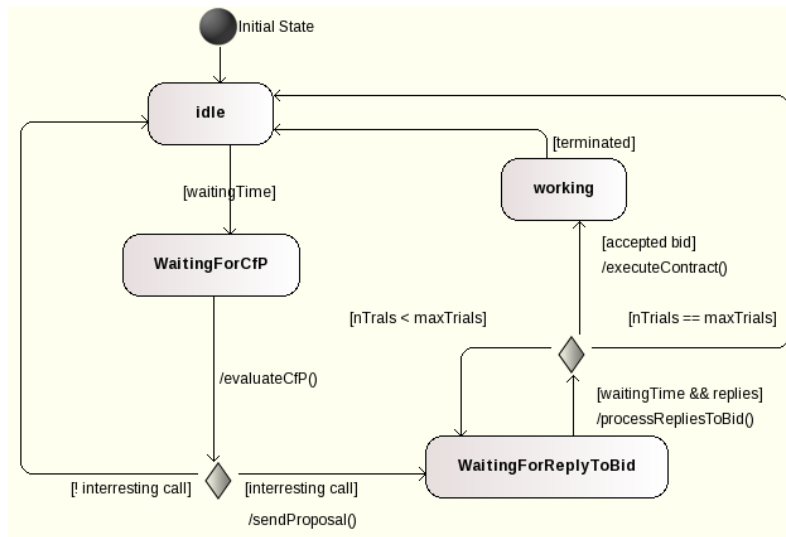 Initial State
idle
[terminated]
[waitingTime]
working
[accepted bid]
/executeContract()
WaitingForCfP
[nTrals < maxTrials]
[nTrials == maxTrials]
/evaluateCfP()
[waitingTime && replies]
/processRepliesToBid()
WaitingForReplyToBid
[! interresting call]
[interresting call]
/sendProposal()